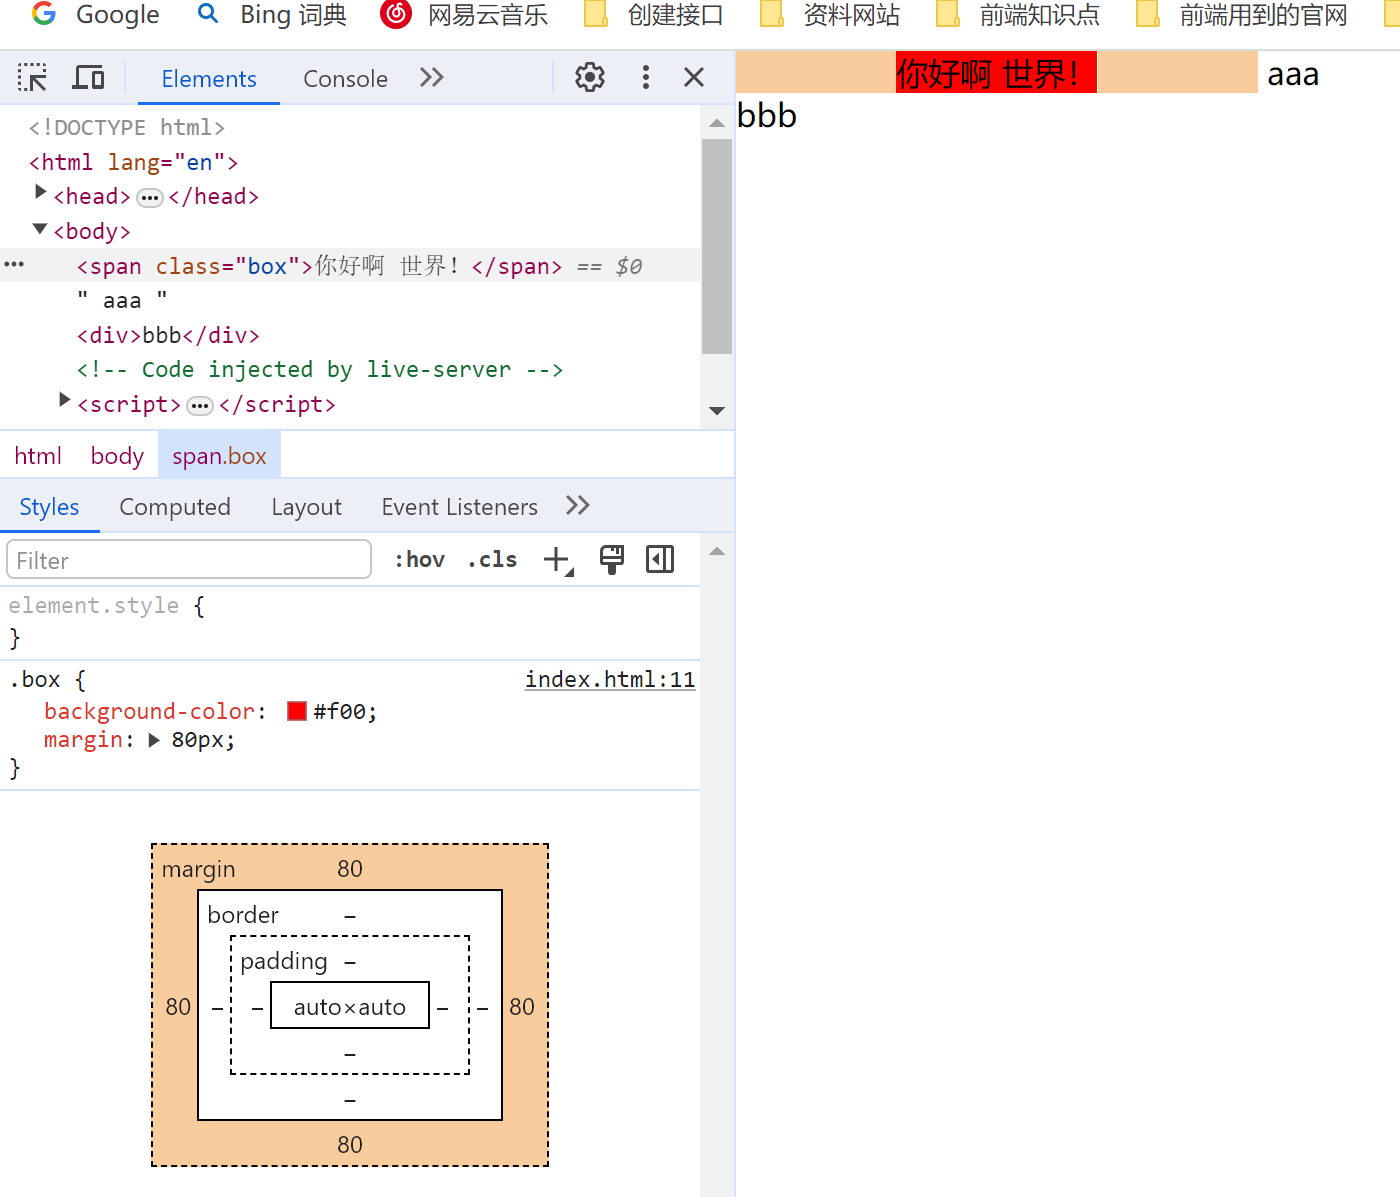 Google Bing 词典 网易云音乐 创建接口 资料网站 前端知识点 前端用到的官网
Elements Console
<!DOCTYPE html>
<html lang="en">
<head> ••• </head>
<body>
••• <span class="box">你好啊 世界！</span> == $0
" aaa "
<div>bbb</div>
<!-- Code injected by live-server -->
<script> ••• </script>
html body span.box
Styles Computed Layout Event Listeners
Filter :hov .cls
element.style {
}
.box { index.html:11
background-color: #f00;
margin: 80px;
}
margin 80
border –
padding –
80 – – auto×auto – – 80
–
–
80
你好啊 世界！ aaa
bbb